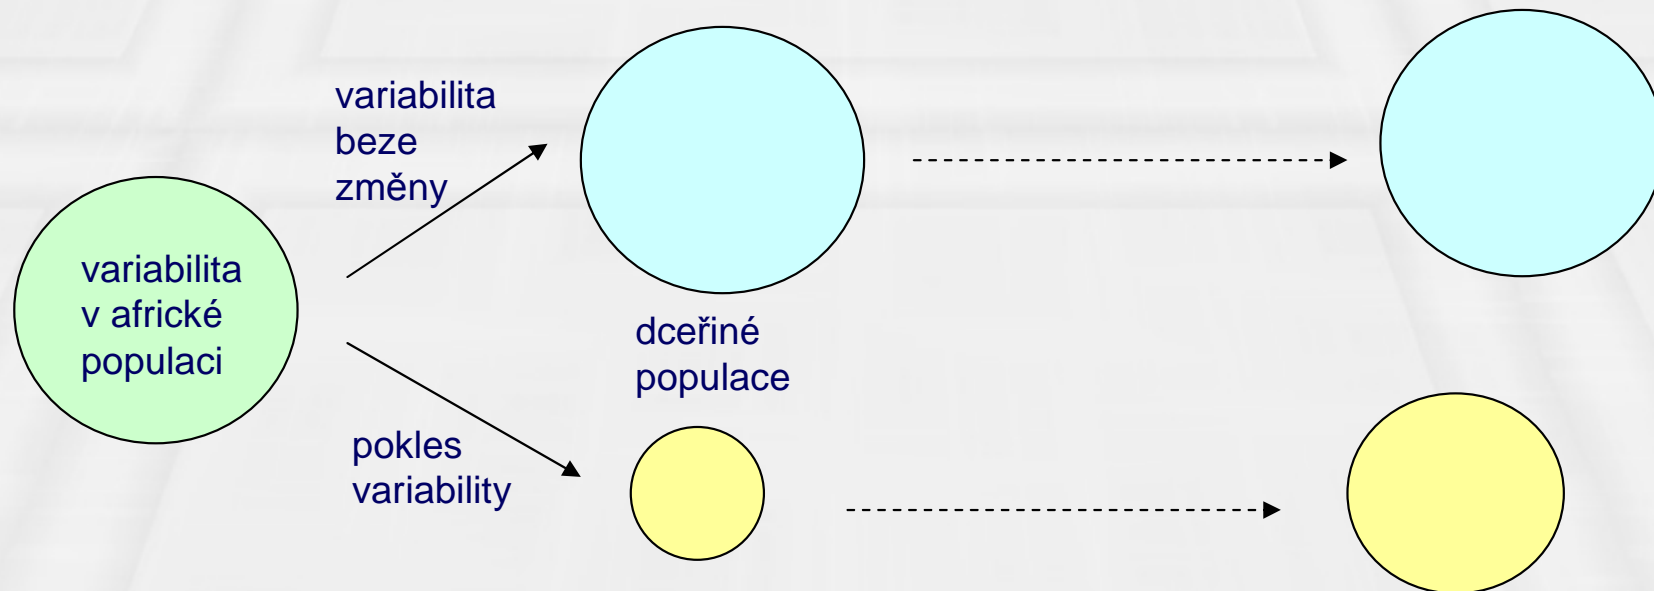 variabilita
beze
změny
variabilita
v africké
populaci
dceřiné
populace
pokles
variability